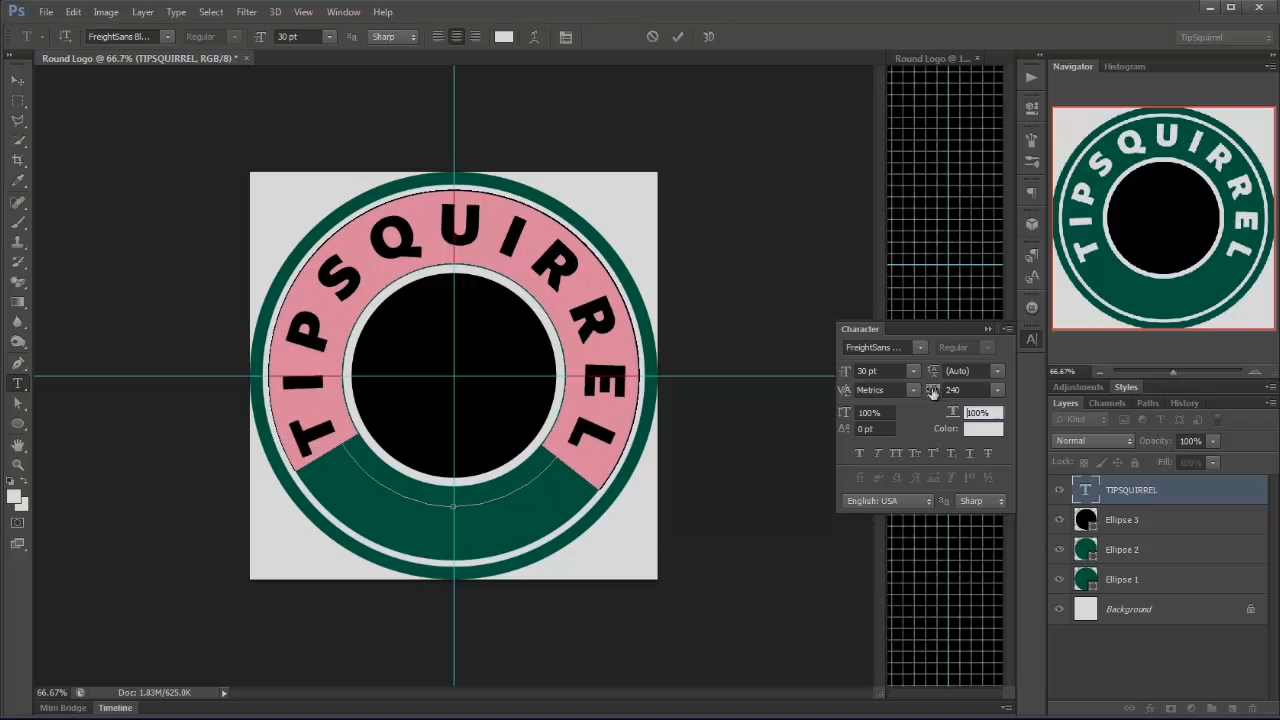 Ps File Edit Image Layer Type Select Filter 3D View Window Help
T FreightSans Bl... Regular 30 pt aa Sharp 3D TipSquirrel
Round Logo @ 66.7% (TIPSQUIRREL, RGB/8) * ×
Round Logo @ 1... ×
Navigator Histogram
TIPSQUIRREL
TIPSQUIRREL
Character
FreightSans ... Regular
30 pt (Auto)
Metrics 240
100% 100%
0 pt Color:
English: USA aa Sharp
66.67%
Adjustments Styles
Layers Channels Paths History
Kind
Normal Opacity: 100%
Lock: Fill: 100%
TIPSQUIRREL
Ellipse 3
Ellipse 2
Ellipse 1
Background
66.67% Doc: 1.83M/625.0K
Mini Bridge Timeline